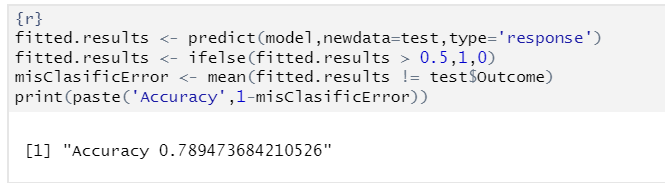 {r}
fitted.results <- predict(model,newdata=test,type='response')
fitted.results <- ifelse(fitted.results > 0.5,1,0)
misClasificError <- mean(fitted.results != test$Outcome)
print(paste('Accuracy',1-misClasificError))
[1] "Accuracy 0.789473684210526"